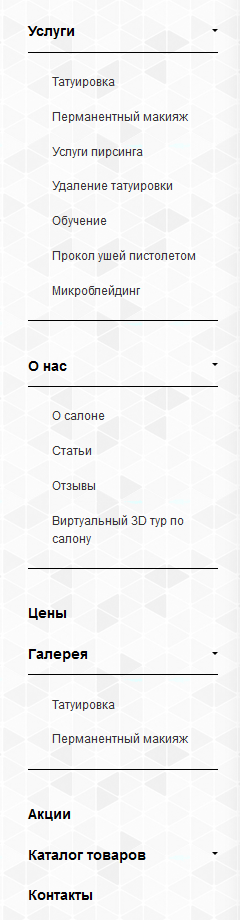 Услуги
Татуировка
Перманентный макияж
Услуги пирсинга
Удаление татуировки
Обучение
Прокол ушей пистолетом
Микроблейдинг
О нас
О салоне
Статьи
Отзывы
Виртуальный 3D тур по
салону
Цены
Галерея
Татуировка
Перманентный макияж
Акции
Каталог товаров
Контакты